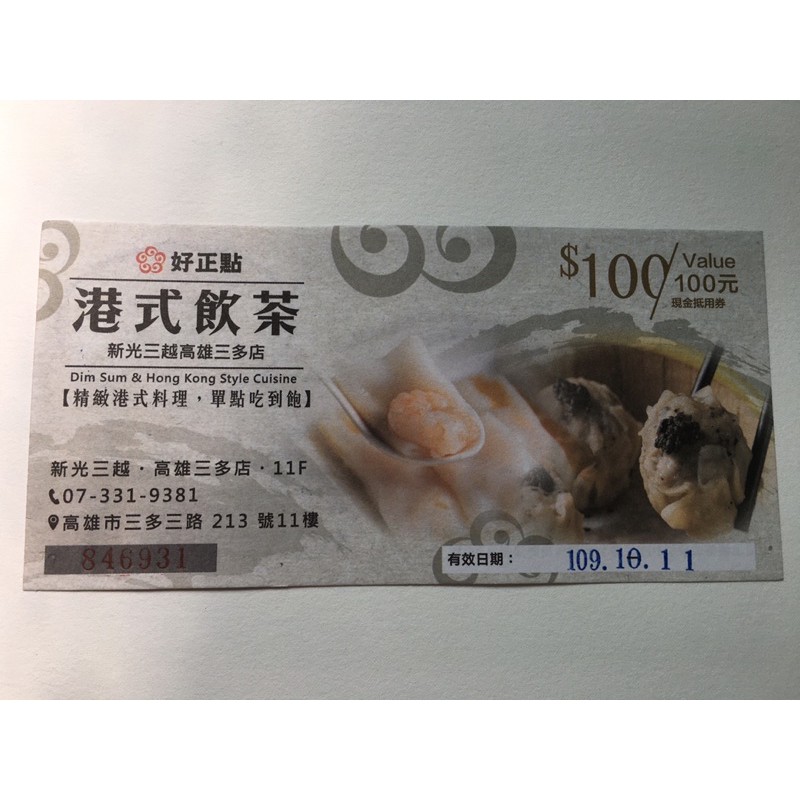 好正點
港式飲茶
新光三越高雄三多店
Dim Sum & Hong Kong Style Cuisine
【精緻港式料理，單點吃到飽】
新光三越・高雄三多店・11F
07-331-9381
高雄市三多三路 213 號11樓
846931
$100 Value
100元
現金抵用券
有效日期： 109.10.11